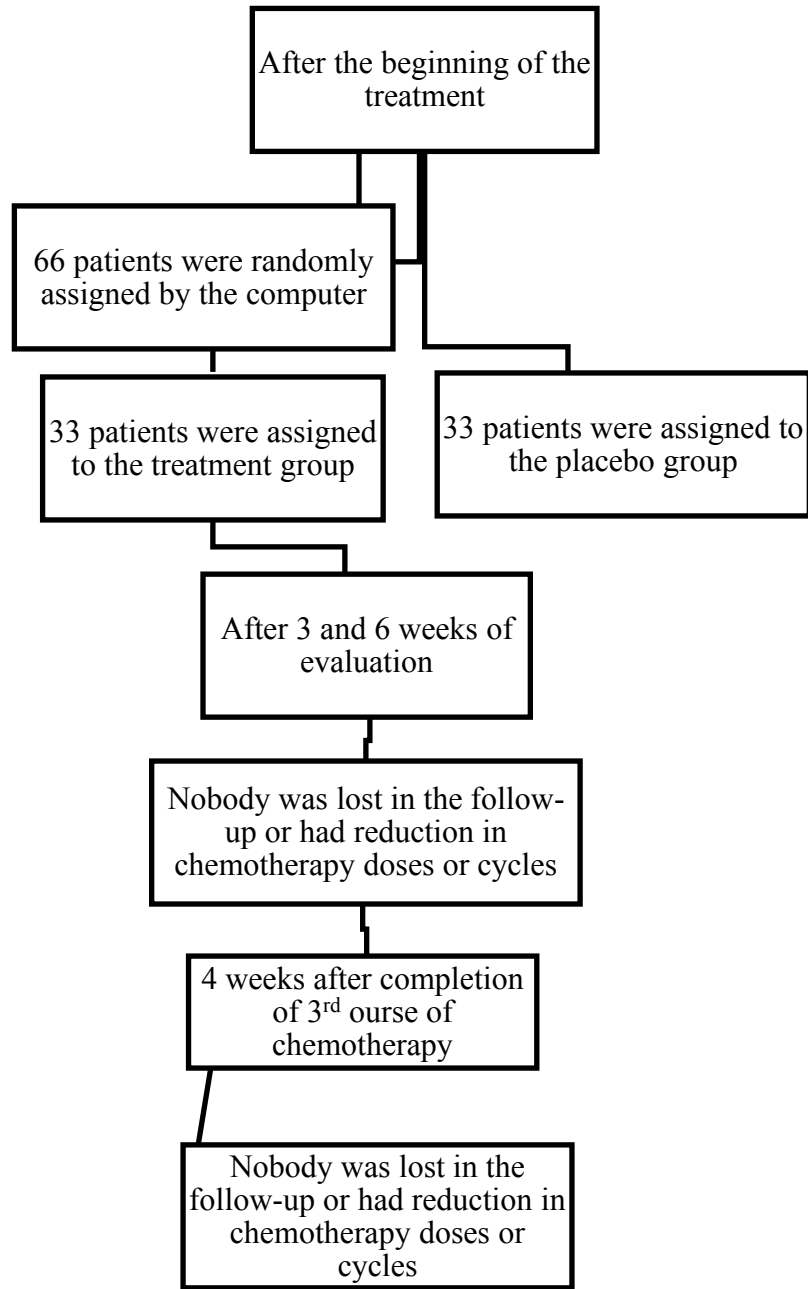 After the beginning of the
treatment
66 patients were randomly
assigned by the computer
33 patients were assigned
to the treatment group
33 patients were assigned to
the placebo group
After 3 and 6 weeks of
evaluation
Nobody was lost in the follow-
up or had reduction in
chemotherapy doses or cycles
4 weeks after completion
of 3rd ourse of
chemotherapy
Nobody was lost in the
follow-up or had reduction in
chemotherapy doses or
cycles